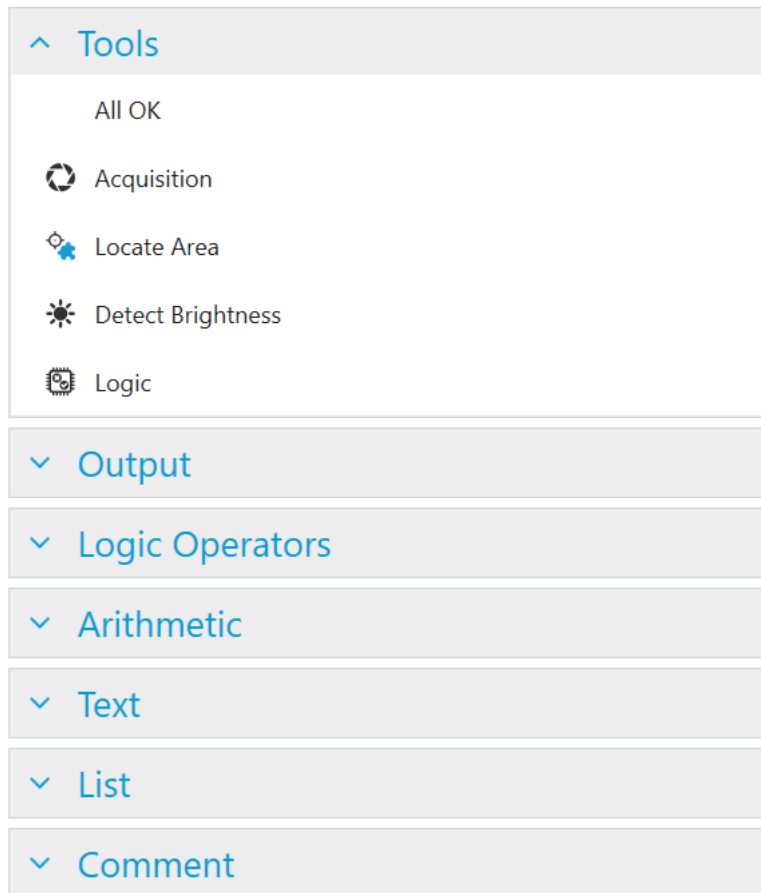 Tools
All OK
Acquisition
Locate Area
Detect Brightness
Logic
Output
Logic Operators
Arithmetic
Text
List
Comment